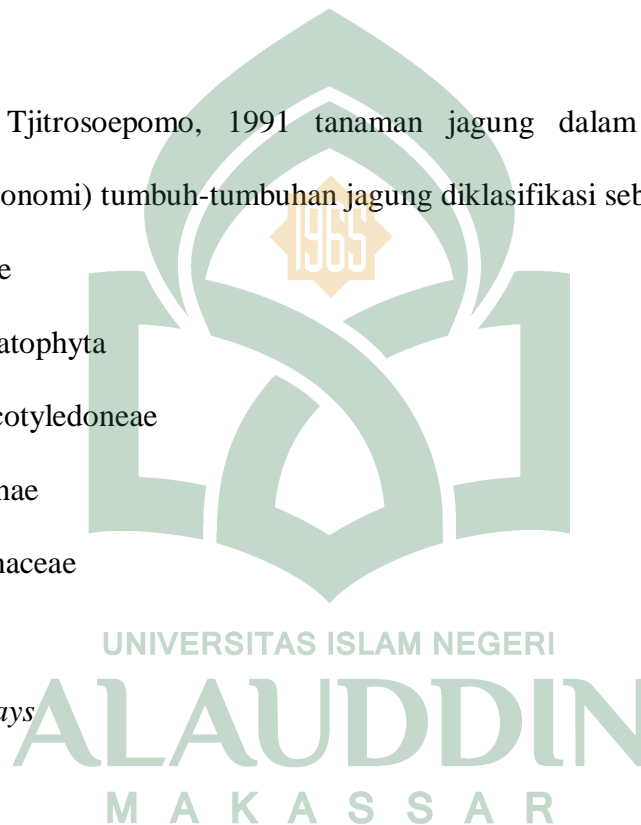 Tjitrosoepomo, 1991 tanaman jagung dalam
onomi) tumbuh-tumbuhan jagung diklasifikasi seb
1965
e
atophyta
cotyledoneae
nae
naceae
UNIVERSITAS ISLAM NEGERI
ays
ALAUDDIN
MAKASSAR